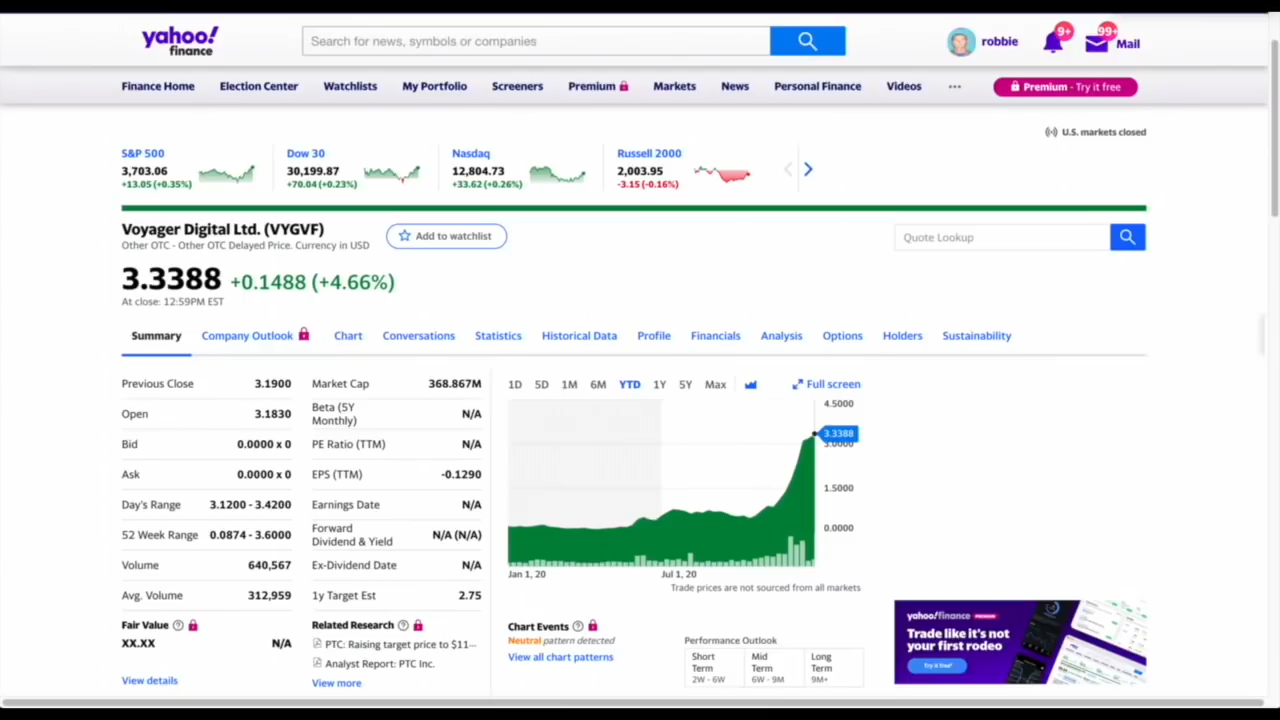 yahoo!
finance
Search for news, symbols or companies
robbie
9+
99+
Mail
Finance Home
Election Center
Watchlists
My Portfolio
Screeners
Premium
Markets
News
Personal Finance
Videos
Premium - Try it free
U.S. markets closed
S&P 500
3,703.06
+13.05 (+0.35%)
Dow 30
30,199.87
+70.04 (+0.23%)
Nasdaq
12,804.73
+33.62 (+0.26%)
Russell 2000
2,003.95
-3.15 (-0.16%)
Voyager Digital Ltd. (VYGVF)
Other OTC - Other OTC Delayed Price. Currency in USD
Add to watchlist
Quote Lookup
3.3388 +0.1488 (+4.66%)
At close: 12:59PM EST
Summary
Company Outlook
Chart
Conversations
Statistics
Historical Data
Profile
Financials
Analysis
Options
Holders
Sustainability
Previous Close 3.1900
Open 3.1830
Bid 0.0000 x 0
Ask 0.0000 x 0
Day's Range 3.1200 - 3.4200
52 Week Range 0.0874 - 3.6000
Volume 640,567
Avg. Volume 312,959
Market Cap 368.867M
Beta (5Y
Monthly) N/A
PE Ratio (TTM) N/A
EPS (TTM) -0.1290
Earnings Date N/A
Forward
Dividend & Yield N/A (N/A)
Ex-Dividend Date N/A
1y Target Est 2.75
1D 5D 1M 6M YTD 1Y 5Y Max
Full screen
4.5000
3.3388
3.0000
1.5000
0.0000
Jan 1, 20
Jul 1, 20
Trade prices are not sourced from all markets
Fair Value
XX.XX N/A
View details
Related Research
PTC: Raising target price to $11...
Analyst Report: PTC Inc.
View more
Chart Events
Neutral pattern detected
View all chart patterns
Performance Outlook
Short
Term
2W - 6W
Mid
Term
6W - 9M
Long
Term
9M+
yahoo!finance PREMIUM
Trade like it's not
your first rodeo
Try it free*